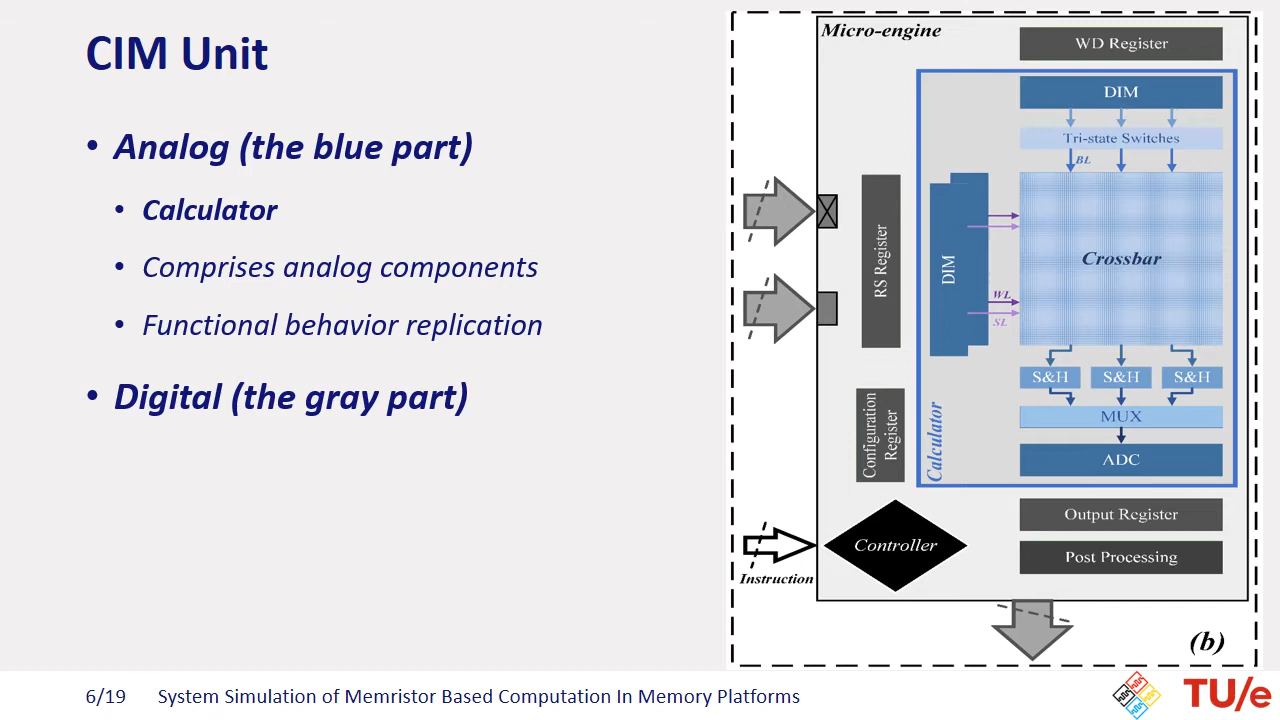 CIM Unit
• Analog (the blue part)
• Calculator
• Comprises analog components
• Functional behavior replication
• Digital (the gray part)
Micro-engine
WD Register
DIM
Tri-state Switches
BL
RS Register
DIM
Crossbar
WL
SL
S&H
S&H
S&H
MUX
ADC
Calculator
Configuration
Register
Output Register
Controller
Post Processing
Instruction
(b)
6/19
System Simulation of Memristor Based Computation In Memory Platforms
TU/e